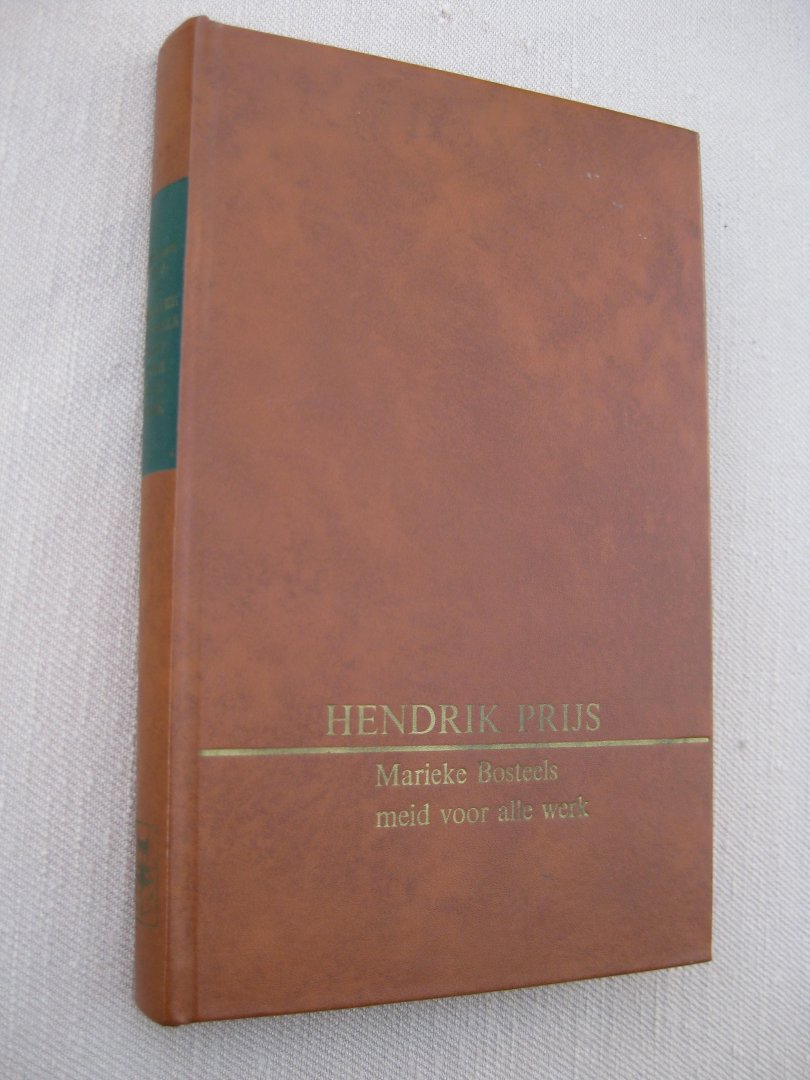 HENDRIK PRIJS
Marieke Bosteels
meid voor alle werk